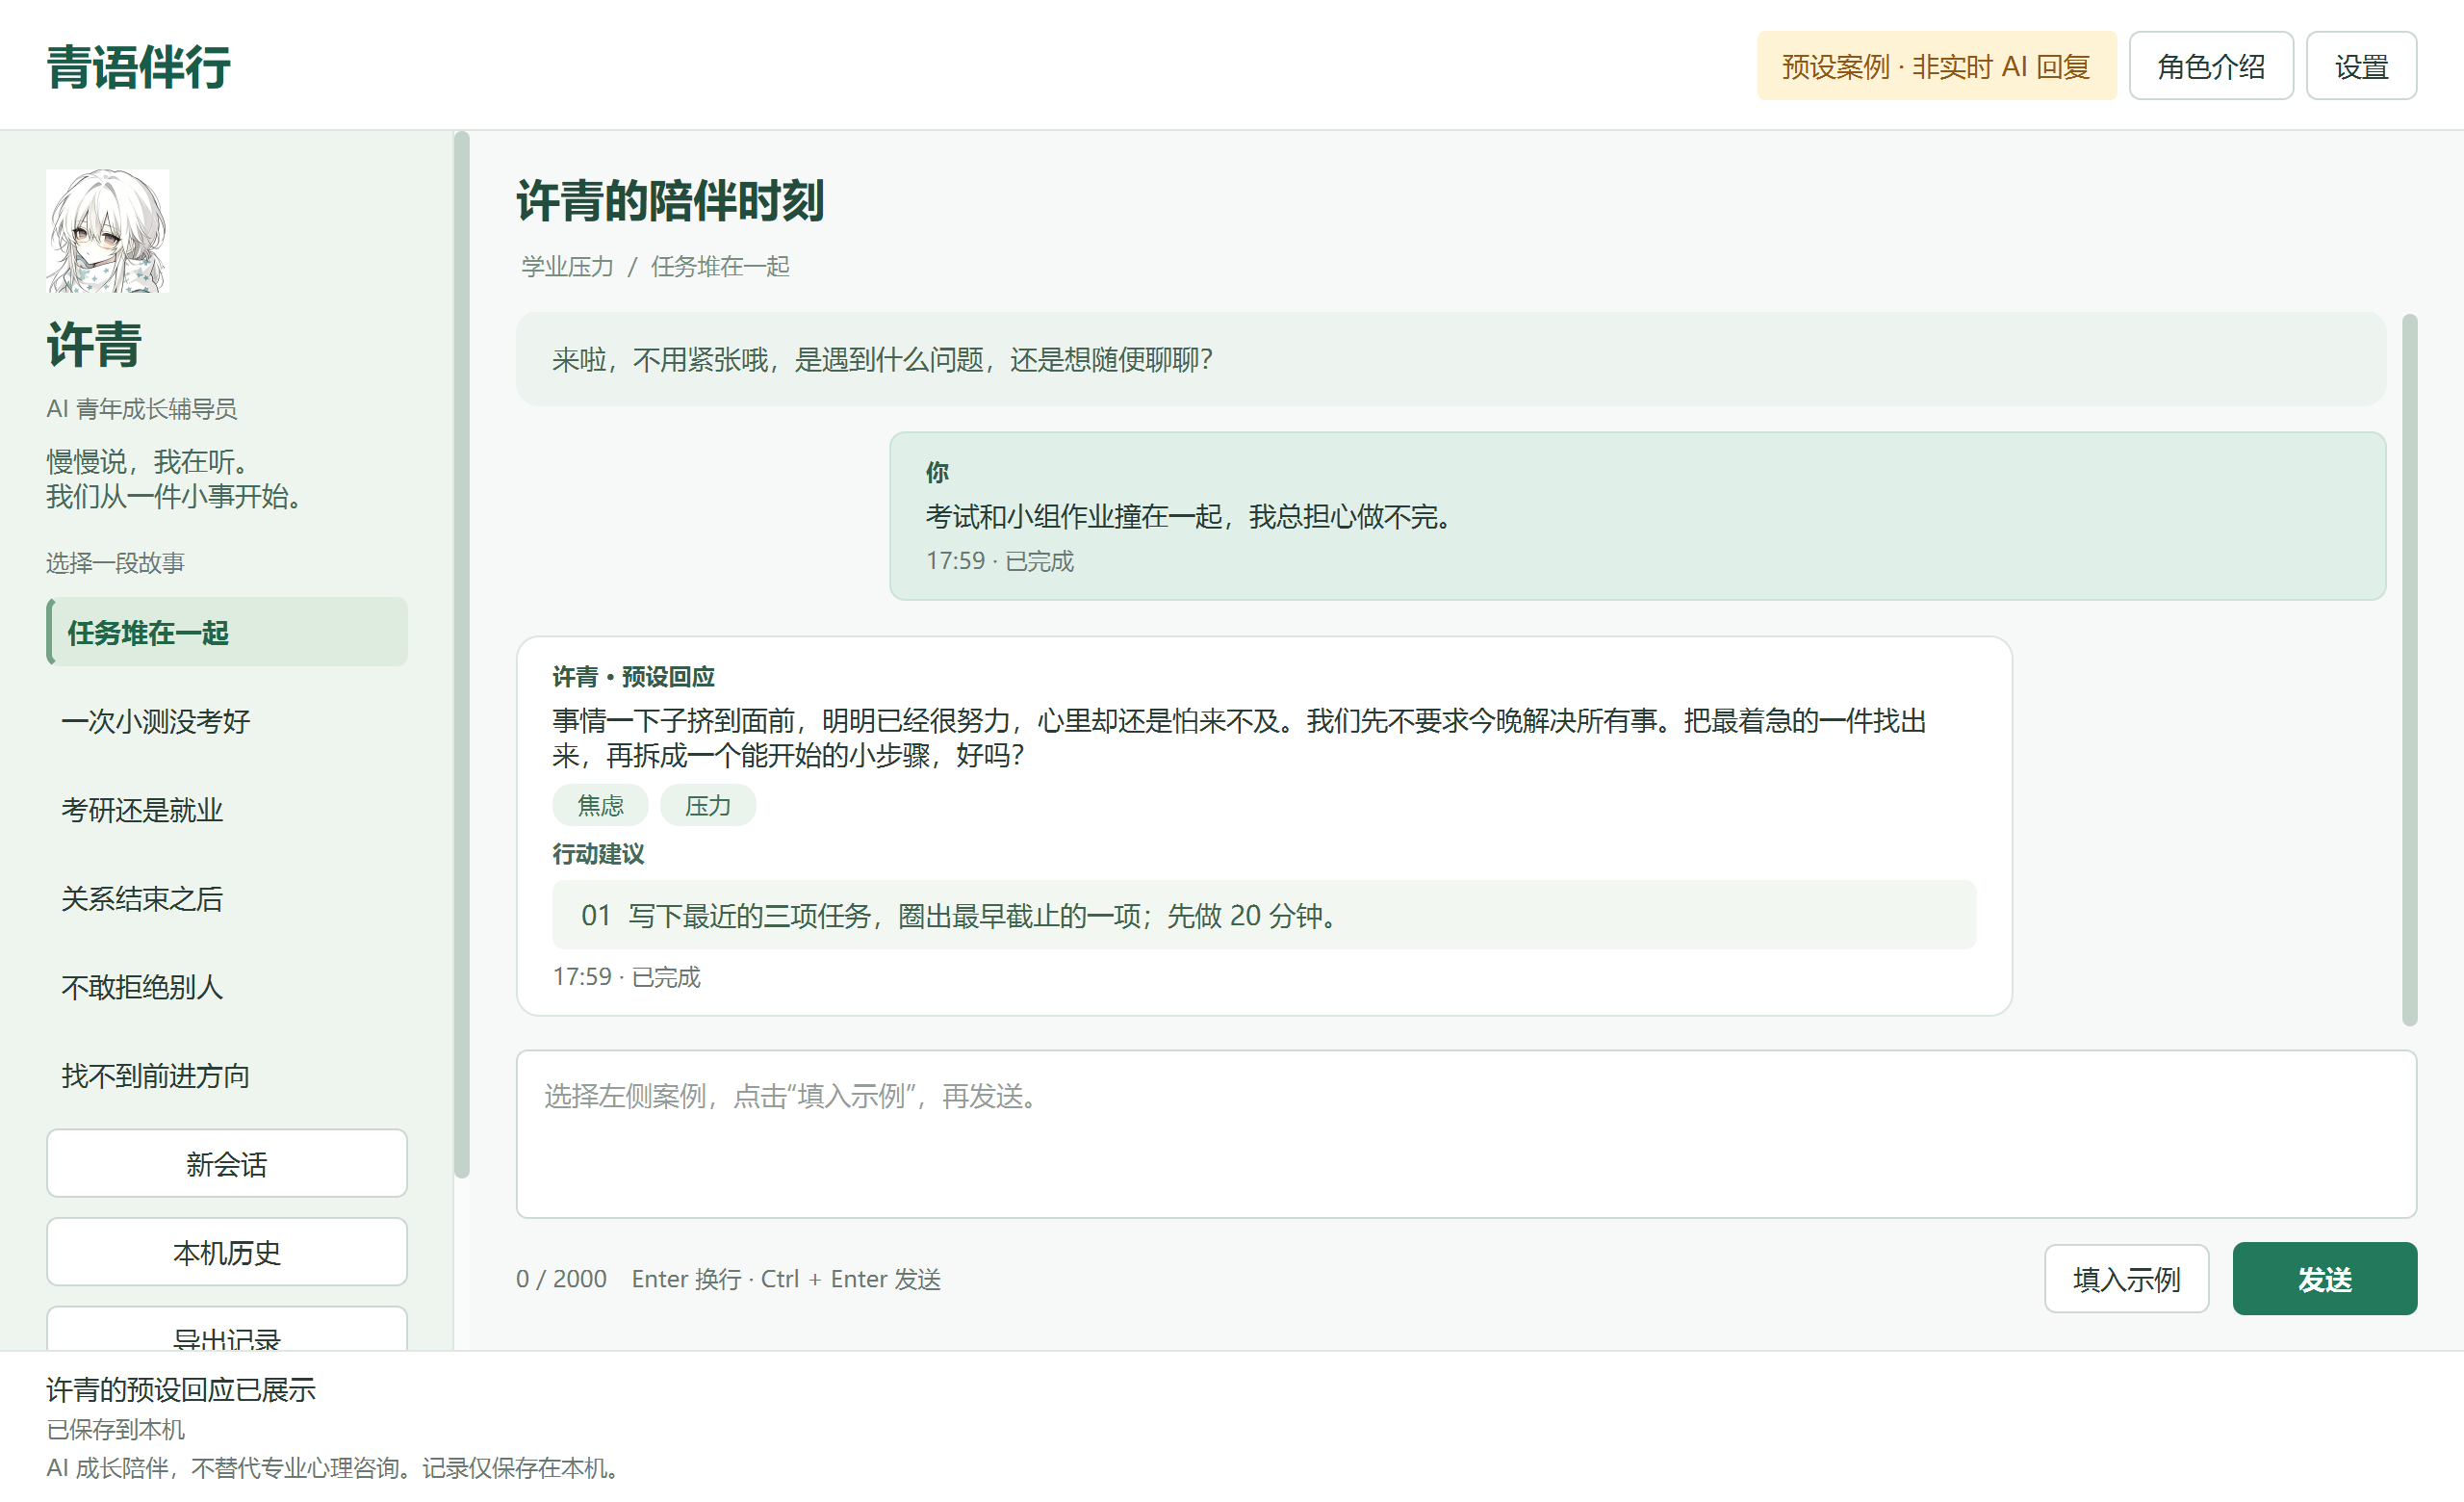 青语伴行
预设案例 · 非实时 AI 回复
角色介绍
设置
许青
AI 青年成长辅导员
慢慢说，我在听。
我们从一件小事开始。
选择一段故事
任务堆在一起
一次小测没考好
考研还是就业
关系结束之后
不敢拒绝别人
找不到前进方向
新会话
本机历史
导出记录
许青的陪伴时刻
学业压力 / 任务堆在一起
来啦，不用紧张哦，是遇到什么问题，还是想随便聊聊？
你
考试和小组作业撞在一起，我总担心做不完。
17:59 · 已完成
许青 • 预设回应
事情一下子挤到面前，明明已经很努力，心里却还是怕来不及。我们先不要求今晚解决所有事。把最着急的一件找出
来，再拆成一个能开始的小步骤，好吗？
焦虑
压力
行动建议
01 写下最近的三项任务，圈出最早截止的一项；先做 20 分钟。
17:59 · 已完成
选择左侧案例，点击“填入示例”，再发送。
0 / 2000 Enter 换行 · Ctrl + Enter 发送
填入示例
发送
许青的预设回应已展示
已保存到本机
AI 成长陪伴，不替代专业心理咨询。记录仅保存在本机。